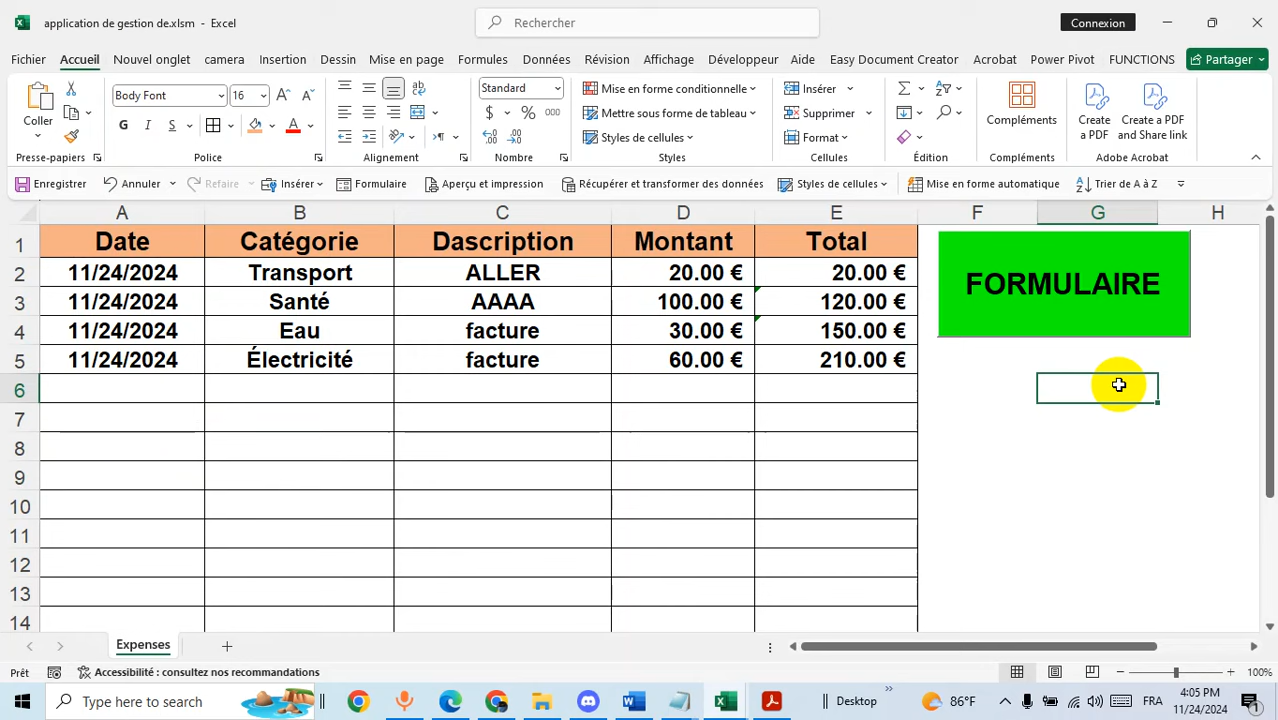 application de gestion de.xlsm - Excel
Rechercher
Connexion
Fichier Accueil Nouvel onglet camera Insertion Dessin Mise en page Formules Données Révision Affichage Développeur Aide Easy Document Creator Acrobat Power Pivot FUNCTIONS Partager
Coller
Presse-papiers
Body Font 16
G I S A
Police
Alignement
Standard
$ % 000
Nombre
Mise en forme conditionnelle
Mettre sous forme de tableau
Styles de cellules
Styles
Insérer
Supprimer
Format
Cellules
Édition
Compléments
Compléments
Create a PDF
Create a PDF and Share link
Adobe Acrobat
Enregistrer Annuler Refaire Insérer Formulaire Aperçu et impression Récupérer et transformer des données Styles de cellules Mise en forme automatique Trier de A à Z
A B C D E F G H
1 Date Catégorie Dascription Montant Total
2 11/24/2024 Transport ALLER 20.00 € 20.00 €
3 11/24/2024 Santé AAAA 100.00 € 120.00 €
4 11/24/2024 Eau facture 30.00 € 150.00 €
5 11/24/2024 Électricité facture 60.00 € 210.00 €
FORMULAIRE
6
7
8
9
10
11
12
13
14
Expenses
Prêt Accessibilité : consultez nos recommandations 100%
Type here to search
Desktop
86°F
FRA
4:05 PM
11/24/2024